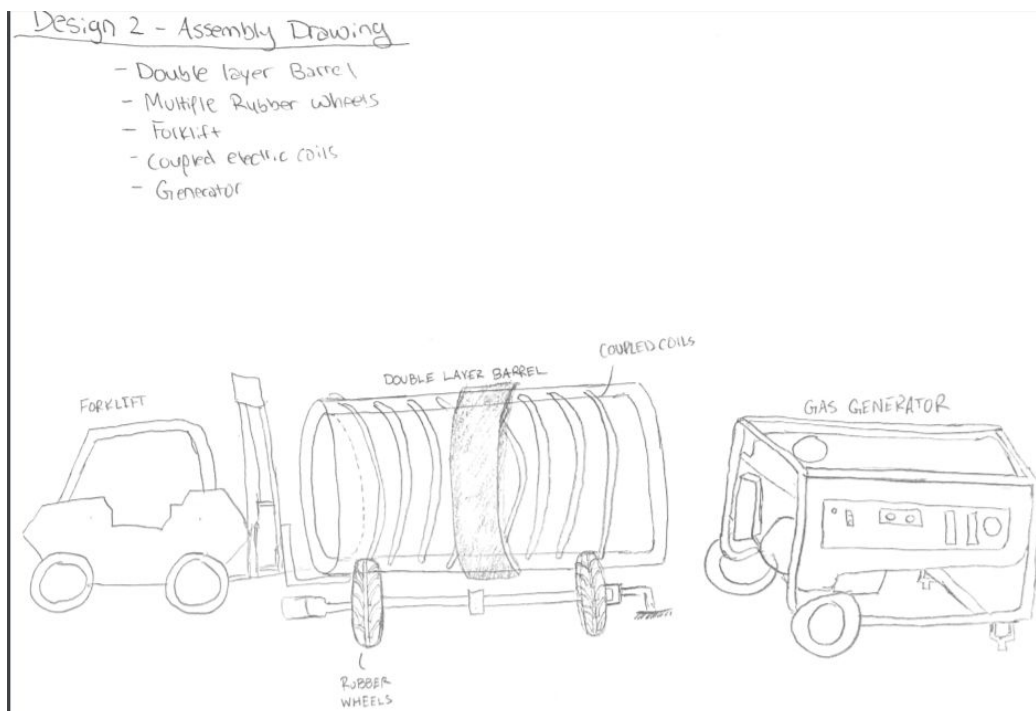 Design 2 - Assembly Drawing
- Double layer Barrel
- Multiple Rubber wheels
- Forklift
- Coupled electric coils
- Generator
COUPLED COILS
DOUBLE LAYER BARREL
FORKLIFT
GAS GENERATOR
RUBBER
WHEELS